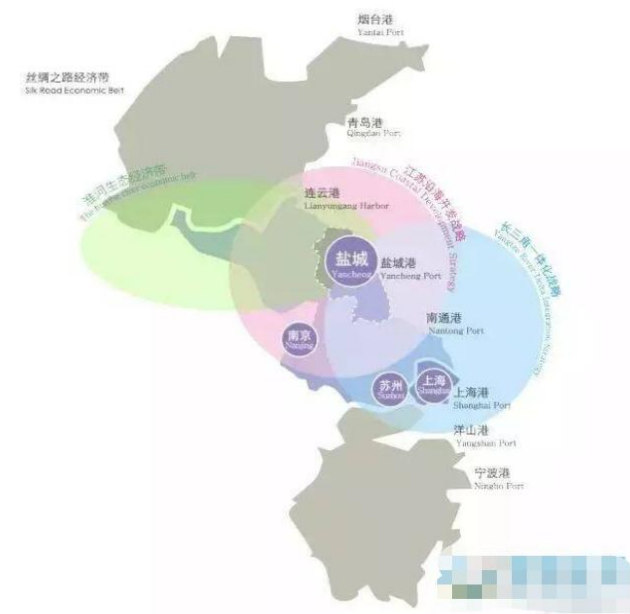 烟台港
Yantai Port
丝绸之路经济带
Silk Road Economic Belt
青岛港
Qingdao Port
淮河生态经济带
江苏沿海开发战略
Jiangsu Coastal Development Strategy
连云港
Lianyungang Harbor
长三角一体化战略
盐城
Yancheng
盐城港
Yancheng Port
南通港
Nantong Port
南京
Nanjing
苏州
Suzhou
上海
Shanghai
上海港
Shanghai Port
洋山港
Yangshan Port
宁波港
Ningbo Port